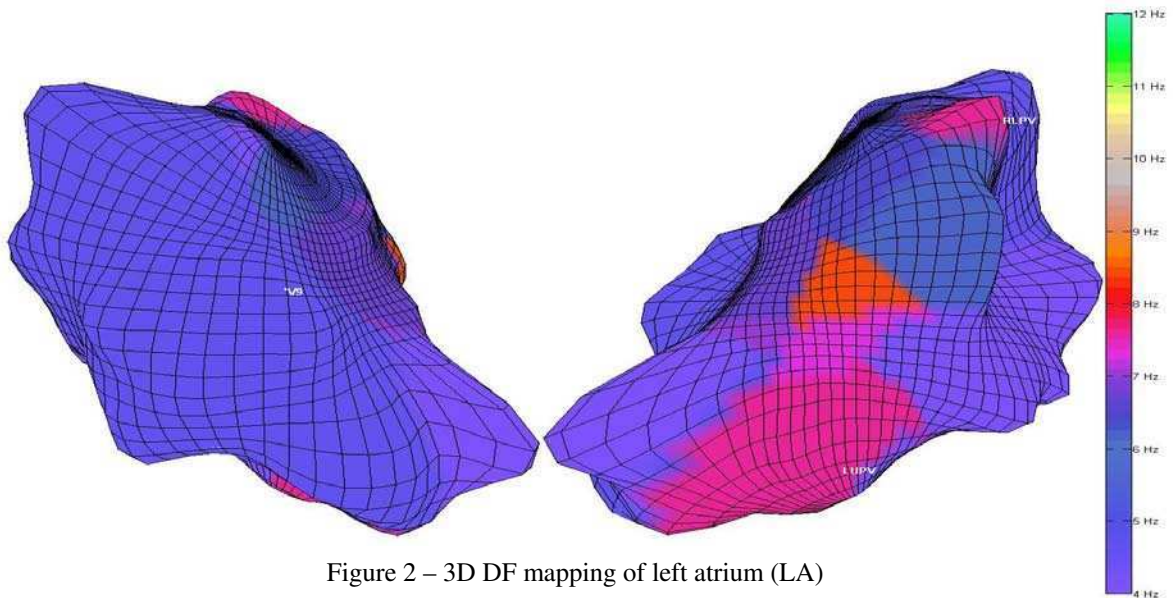 12 Hz
11 Hz
10 Hz
9 Hz
8 Hz
7 Hz
6 Hz
5 Hz
4 Hz
RLPV
LUPV
Figure 2 – 3D DF mapping of left atrium (LA)